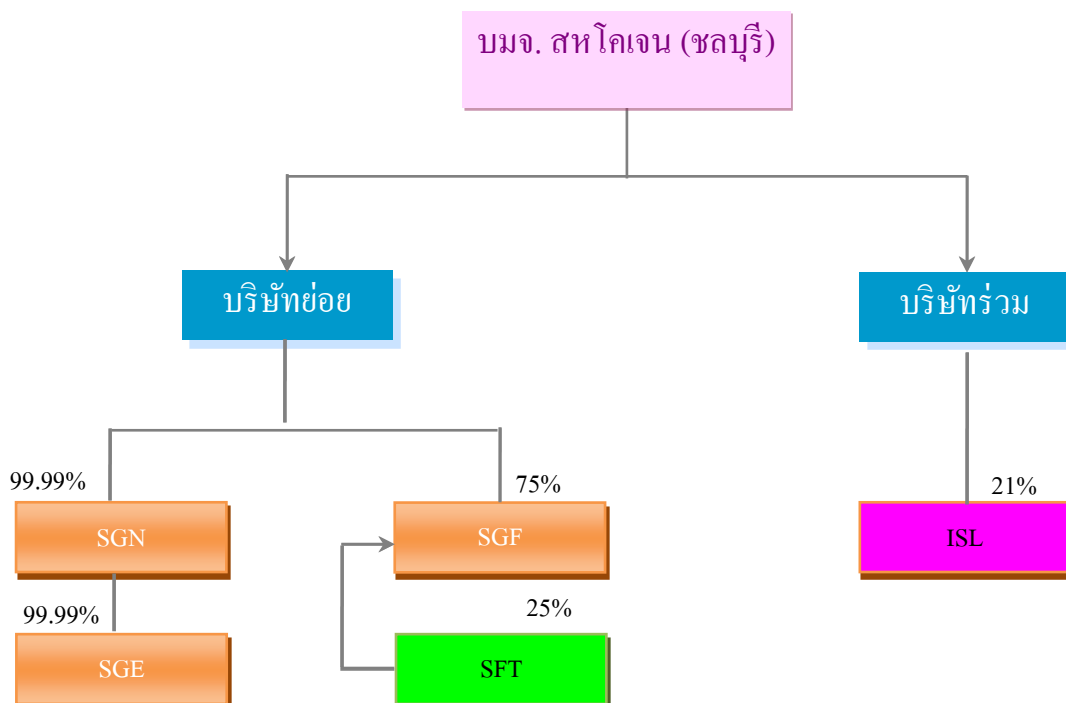 บมจ. สหโคเจน (ชลบุรี)
บริษัทย่อย
บริษัทร่วม
99.99%
75%
21%
SGN
SGF
ISL
99.99%
25%
SGE
SFT